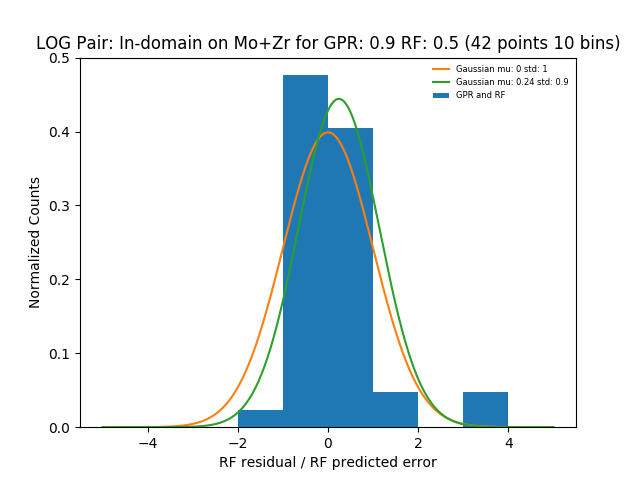 LOG Pair: In-domain on Mo+Zr for GPR: 0.9 RF: 0.5 (42 points 10 bins)
0.5
0.4
0.3
0.2
0.1
0.0
Normalized Counts
Gaussian mu: 0 std: 1
Gaussian mu: 0.24 std: 0.9
GPR and RF
−4
−2
0
2
4
RF residual / RF predicted error